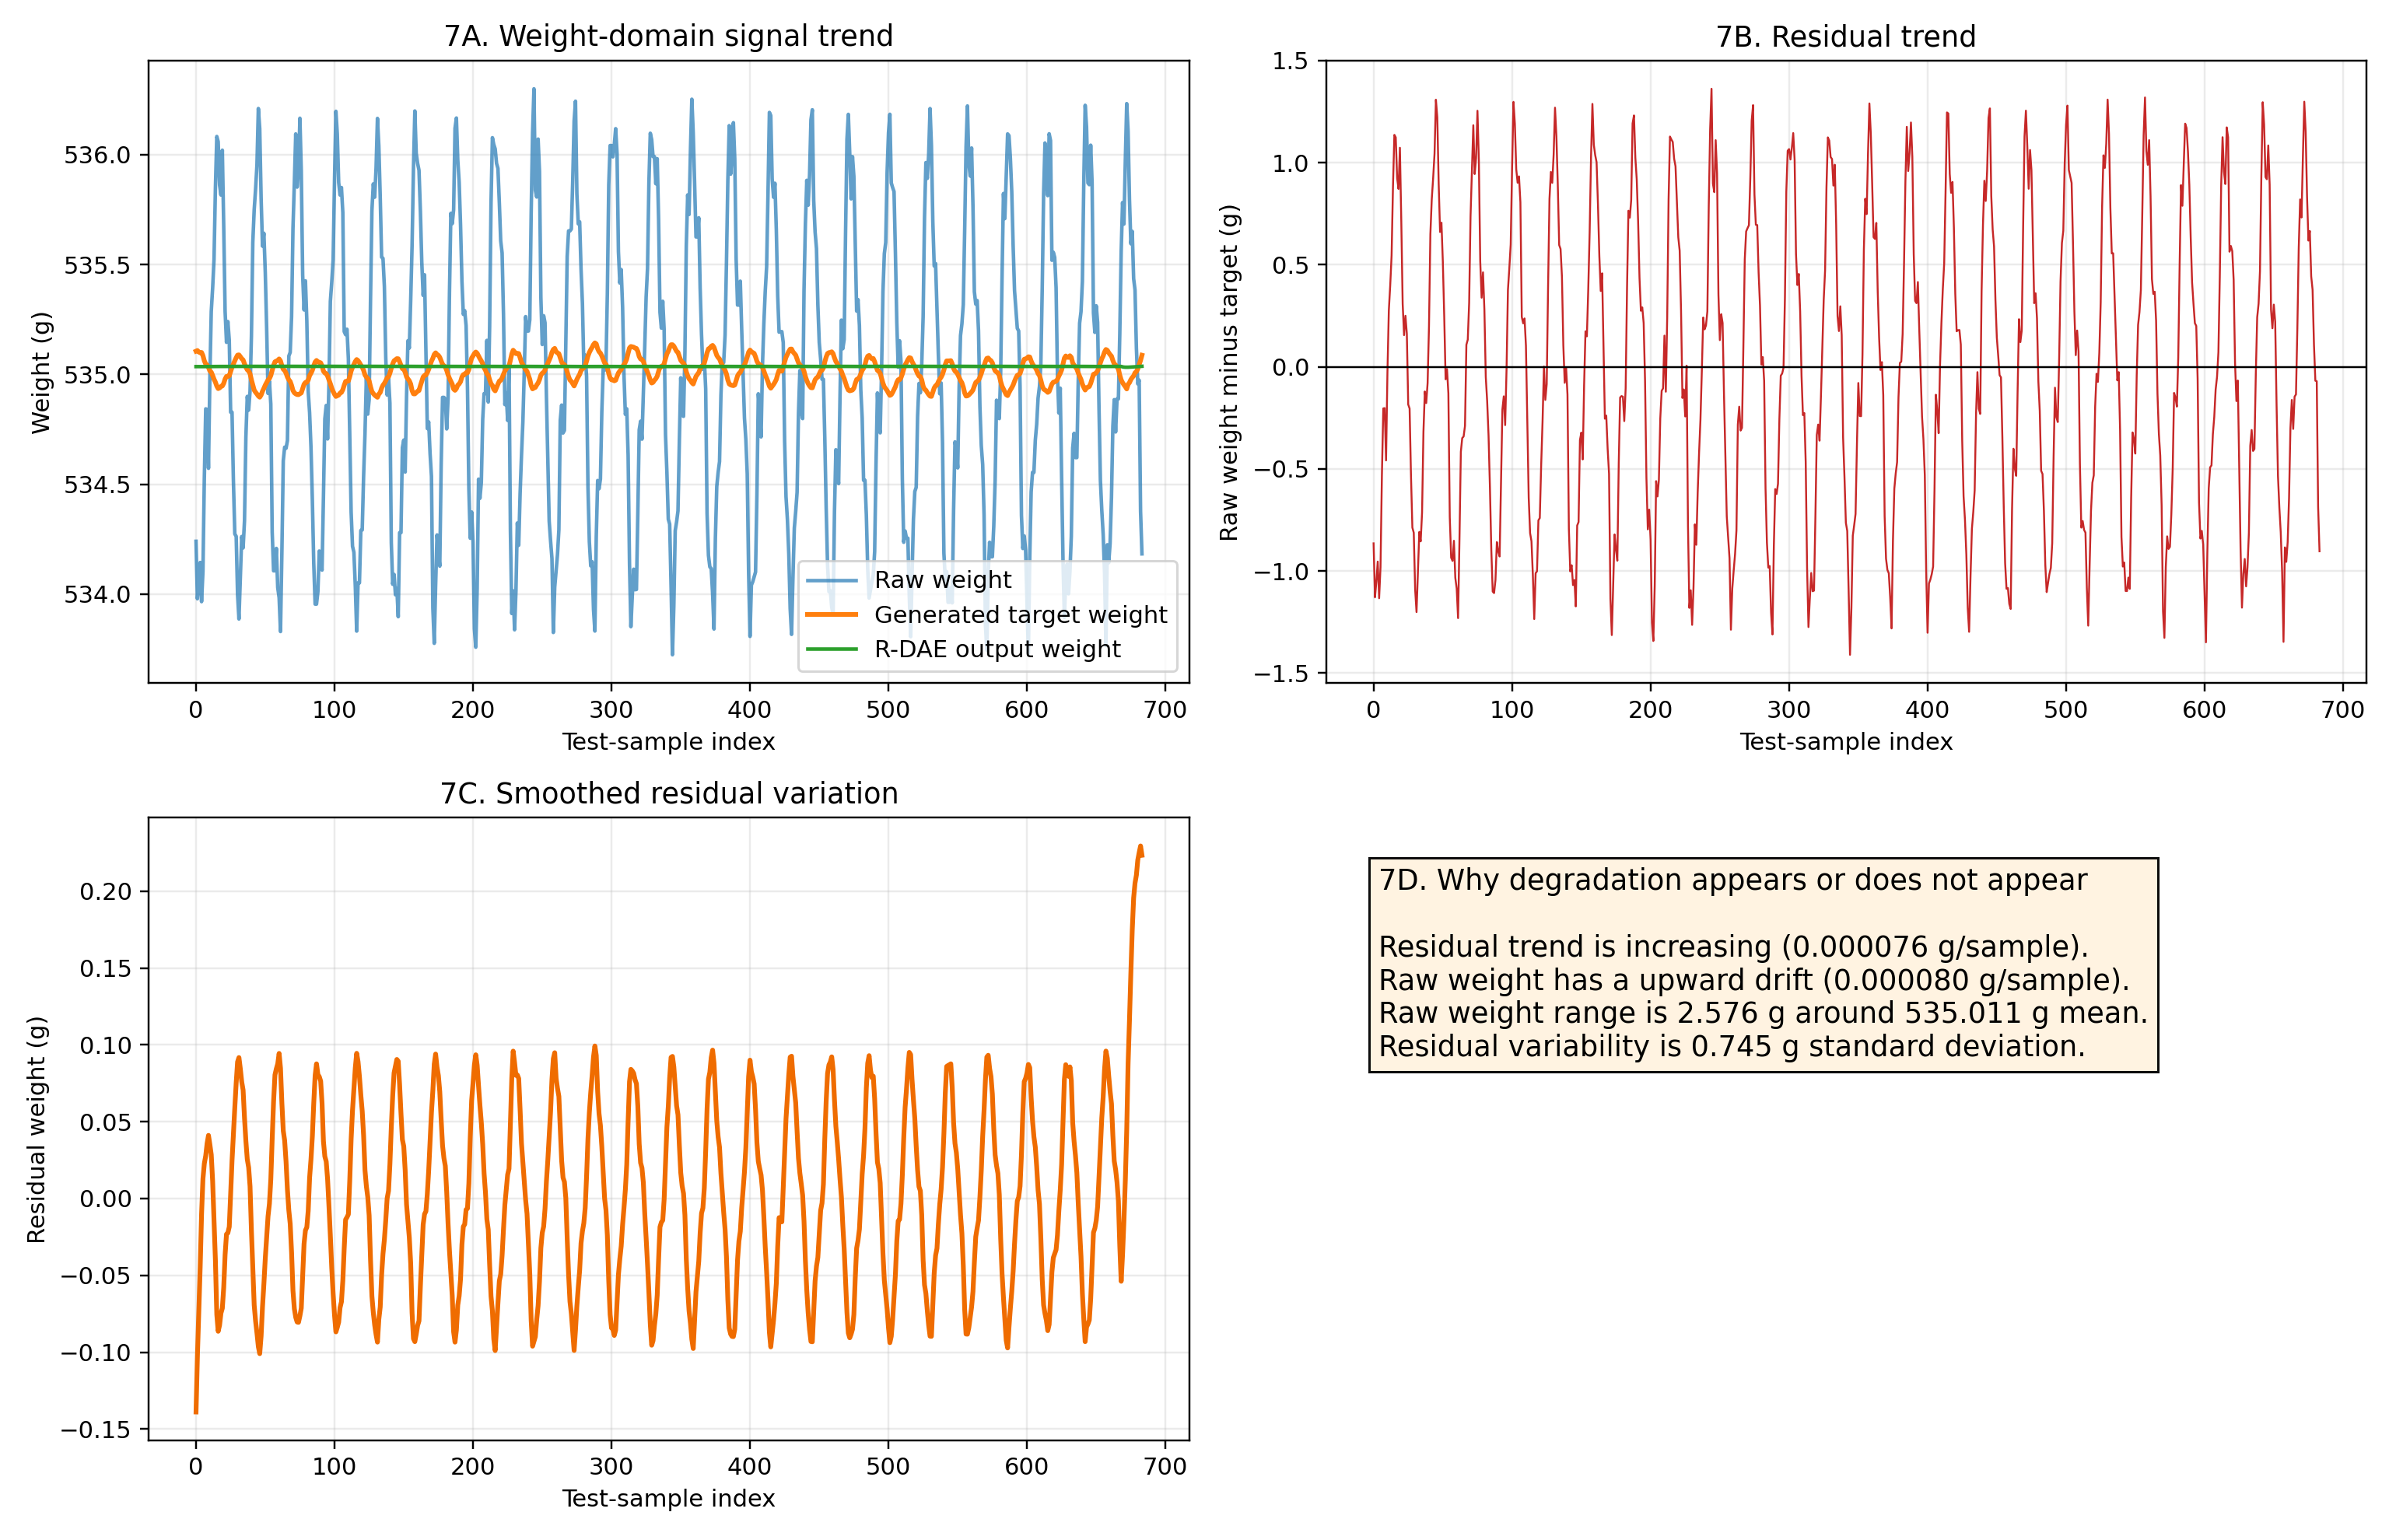 7A. Weight-domain signal trend
Weight (g)
536.0
535.5
535.0
534.5
534.0
Raw weight
Generated target weight
R-DAE output weight
0 100 200 300 400 500 600 700
Test-sample index
7B. Residual trend
Raw weight minus target (g)
1.5
1.0
0.5
0.0
−0.5
−1.0
−1.5
0 100 200 300 400 500 600 700
Test-sample index
7C. Smoothed residual variation
Residual weight (g)
0.20
0.15
0.10
0.05
0.00
−0.05
−0.10
−0.15
0 100 200 300 400 500 600 700
Test-sample index
7D. Why degradation appears or does not appear
Residual trend is increasing (0.000076 g/sample).
Raw weight has a upward drift (0.000080 g/sample).
Raw weight range is 2.576 g around 535.011 g mean.
Residual variability is 0.745 g standard deviation.